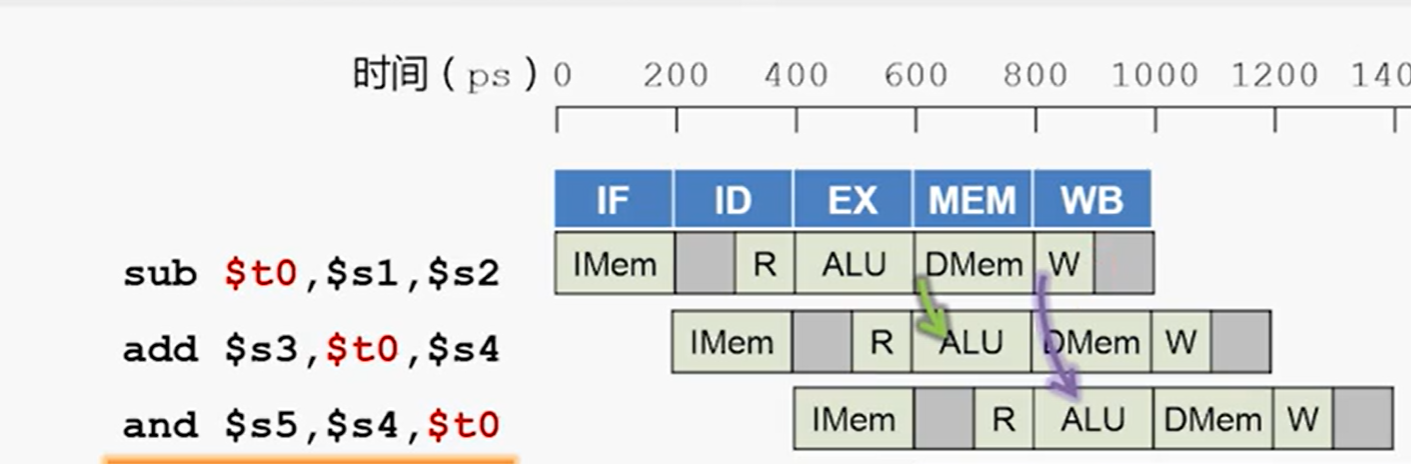 时间（ps）0 200 400 600 800 1000 1200 140
IF ID EX MEM WB
sub $t0,$s1,$s2 IMem R ALU DMem W
add $s3,$t0,$s4 IMem R ALU DMem W
and $s5,$s4,$t0 IMem R ALU DMem W